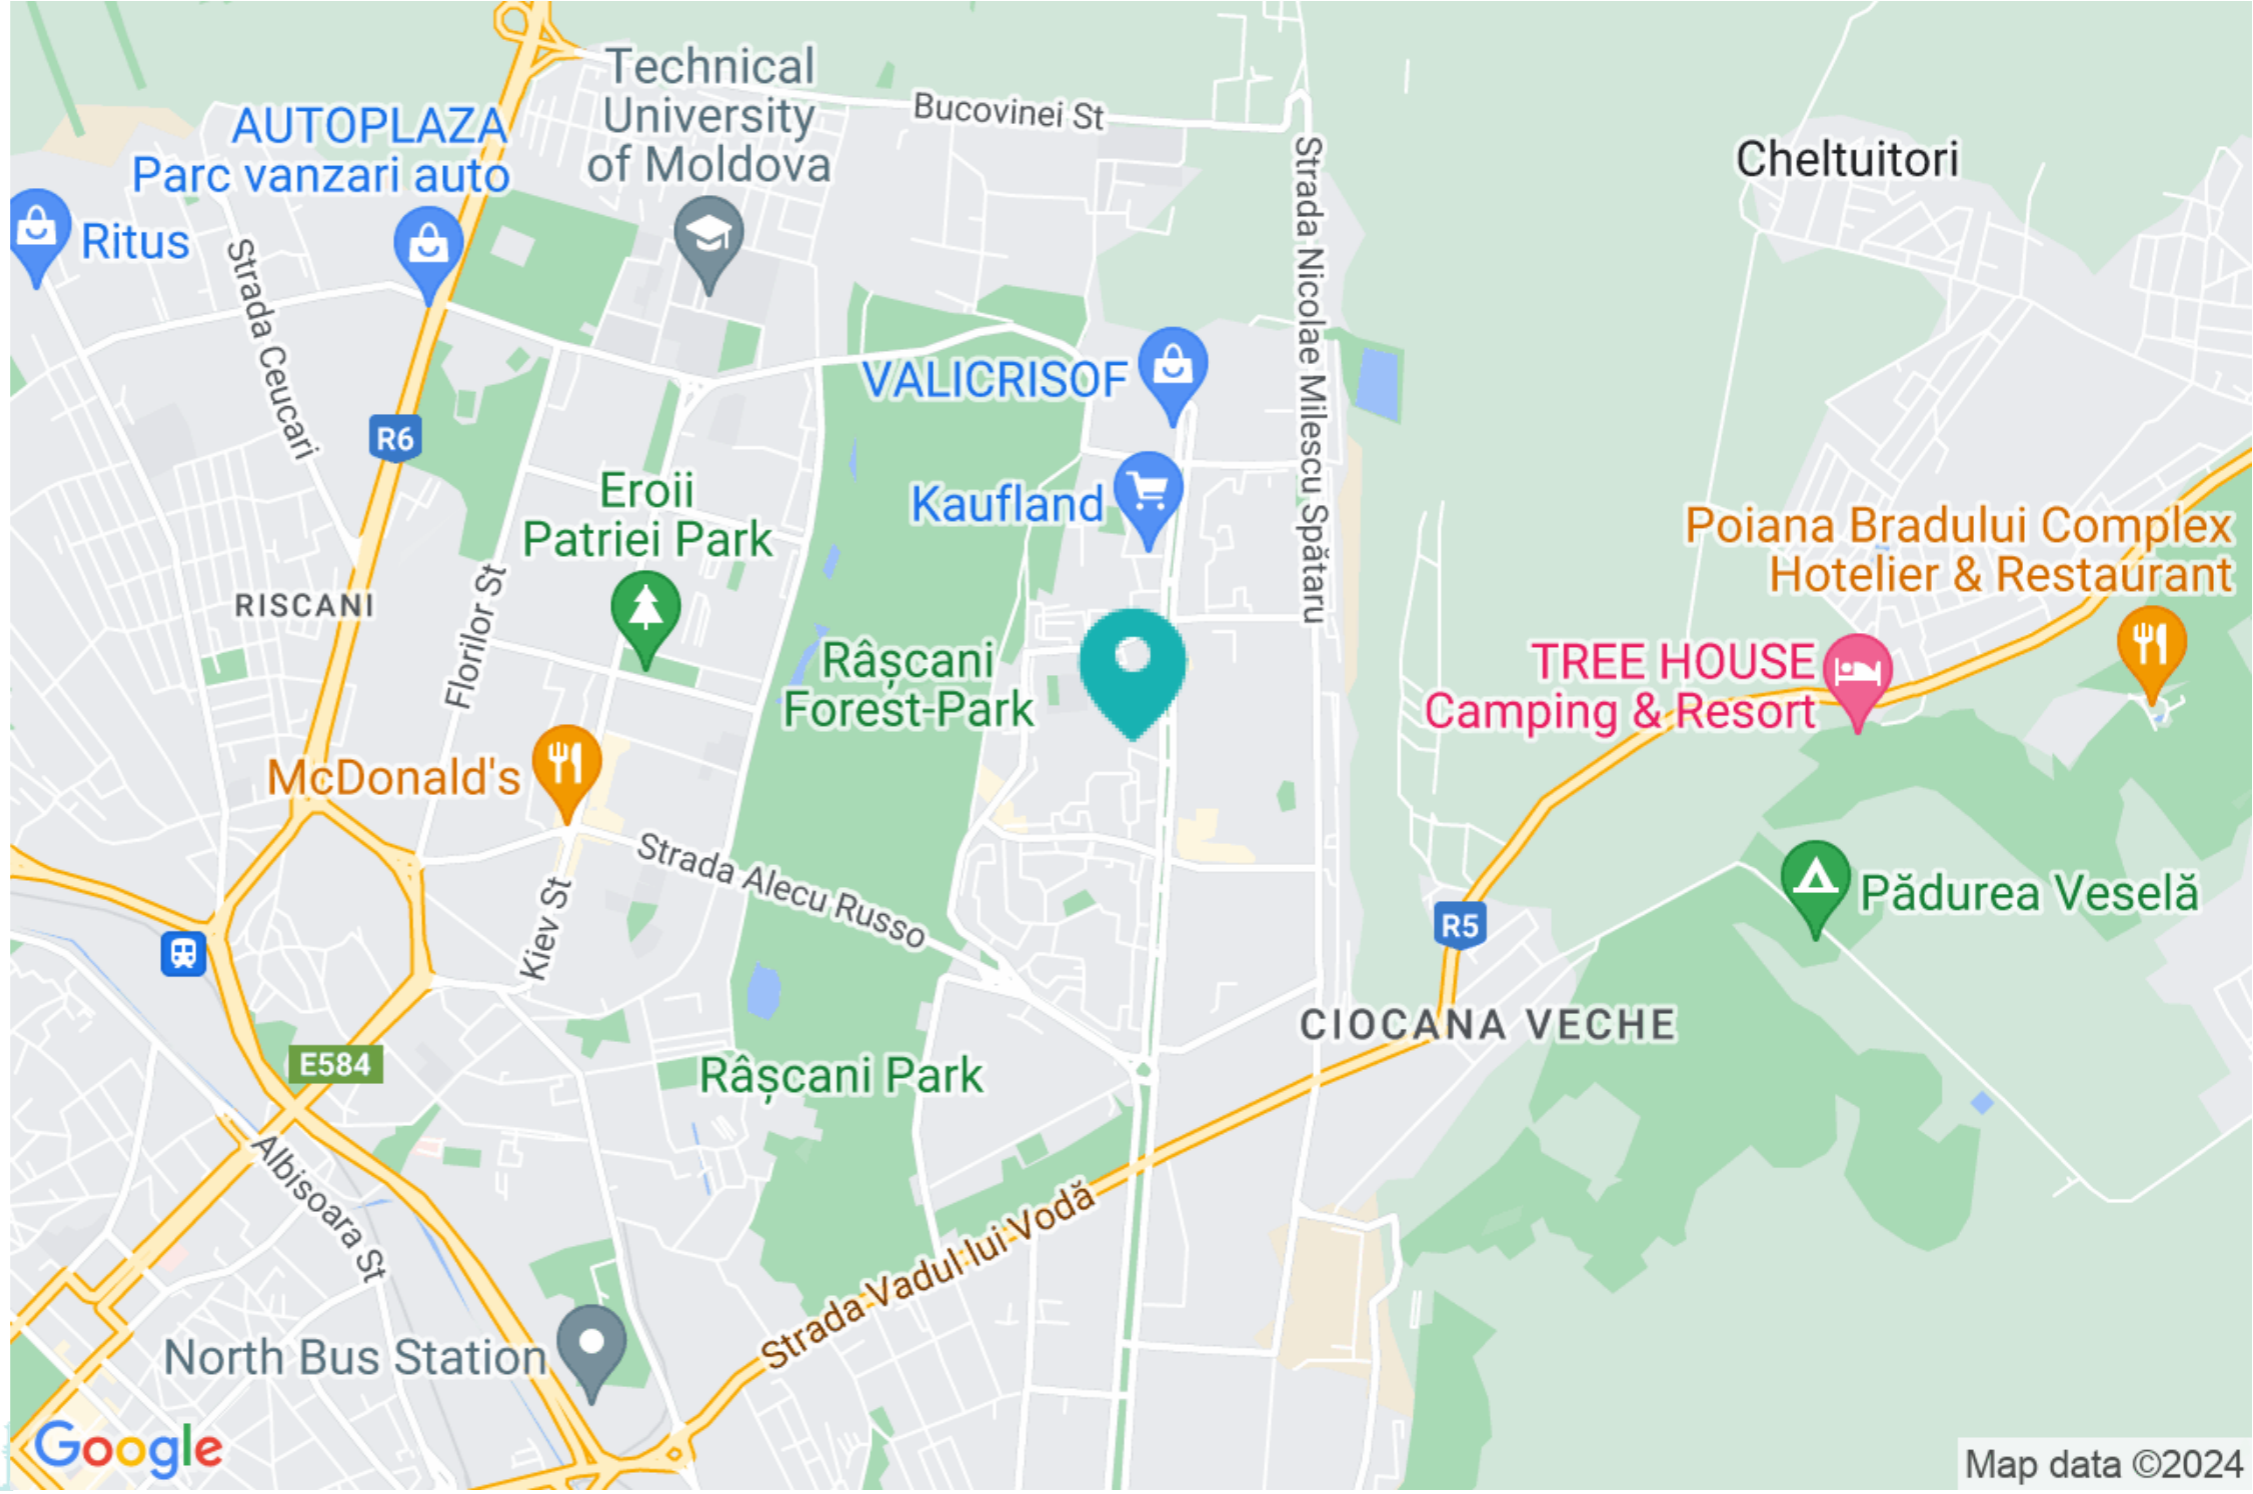 Technical
University
of Moldova
Bucovinei St
AUTOPLAZA
Parc vanzari auto
Cheltuitori
Ritus
Strada Ceucari
Strada Nicolae Milescu Spătaru
VALICRISOF
R6
Eroii
Patriei Park
Kaufland
Poiana Bradului Complex
Hotelier & Restaurant
RISCANI
Florilor St
Râșcani
Forest-Park
TREE HOUSE
Camping & Resort
McDonald's
Strada Alecu Russo
Kiev St
Pădurea Veselă
R5
CIOCANA VECHE
E584
Râșcani Park
Albisoara St
Strada Vadul lui Vodă
North Bus Station
Google
Map data ©2024